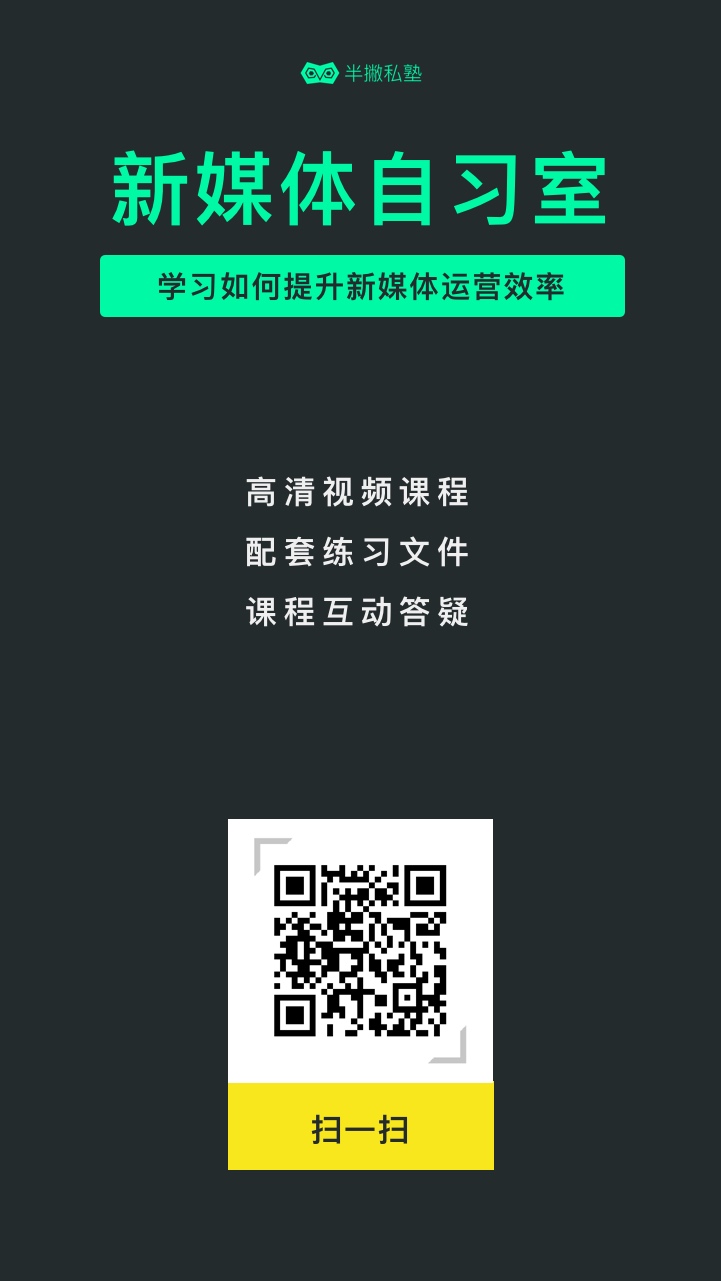 半撇私塾
新媒体自习室
学习如何提升新媒体运营效率
高清视频课程
配套练习文件
课程互动答疑
扫一扫